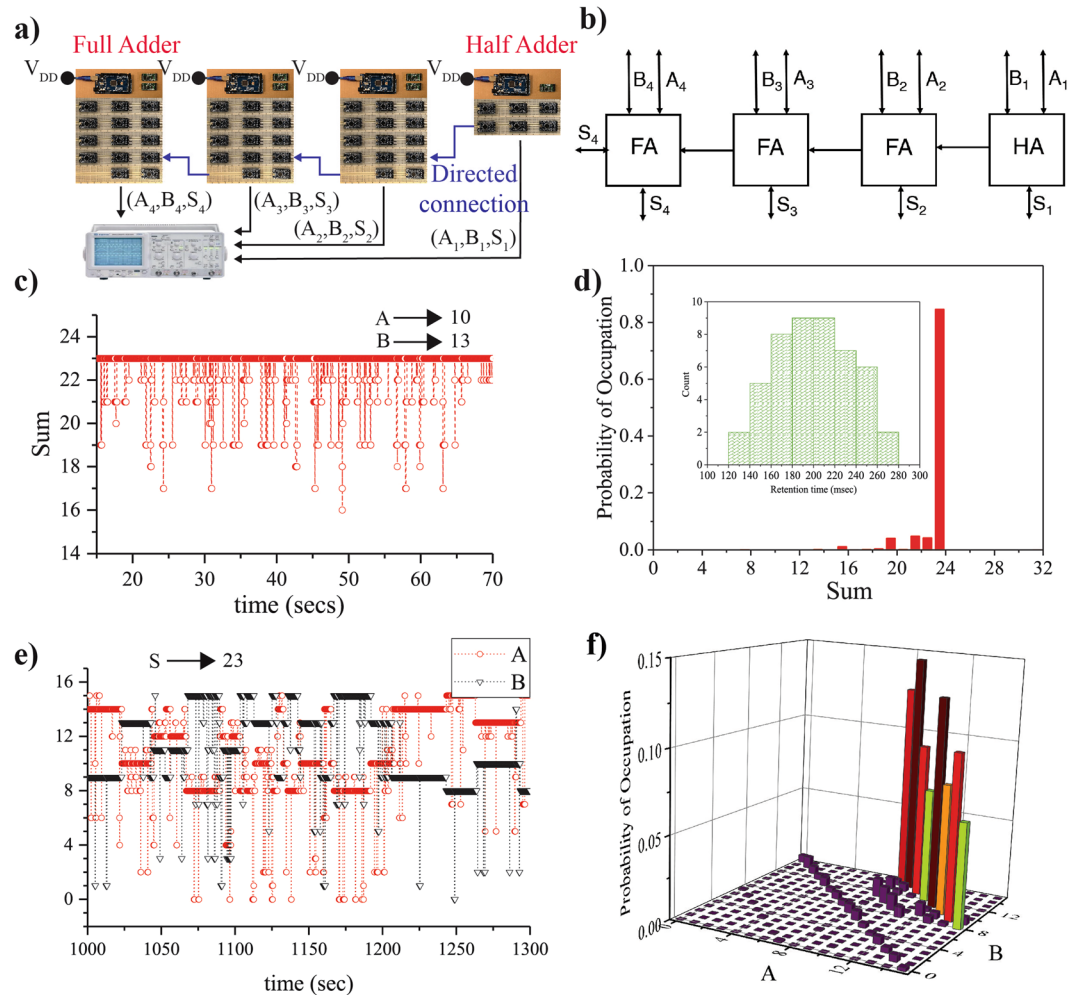 a)
Full Adder
Half Adder
V_DD
V_DD
V_DD
V_DD
Directed
connection
(A4,B4,S4)
(A3,B3,S3)
(A2,B2,S2)
(A1,B1,S1)
b)
B4 A4 B3 A3 B2 A2 B1 A1
S4 FA FA FA HA
S4 S3 S2 S1
c)
A 10
B 13
Sum
24
22
20
18
16
14
20 30 40 50 60 70
time (secs)
d)
Probability of Occupation
1.0
0.8
0.6
0.4
0.2
0.0
0 4 8 12 16 20 24 28 32
Sum
Count
10
8
6
4
2
0
100 120 140 160 180 200 220 240 260 280 300
Retention time (msec)
e)
S 23
A
B
16
12
8
4
0
1000 1050 1100 1150 1200 1250 1300
time (sec)
f)
Probability of Occupation
0.15
0.10
0.05
0.00
0 4 8 12
A
0 4 8 12
B